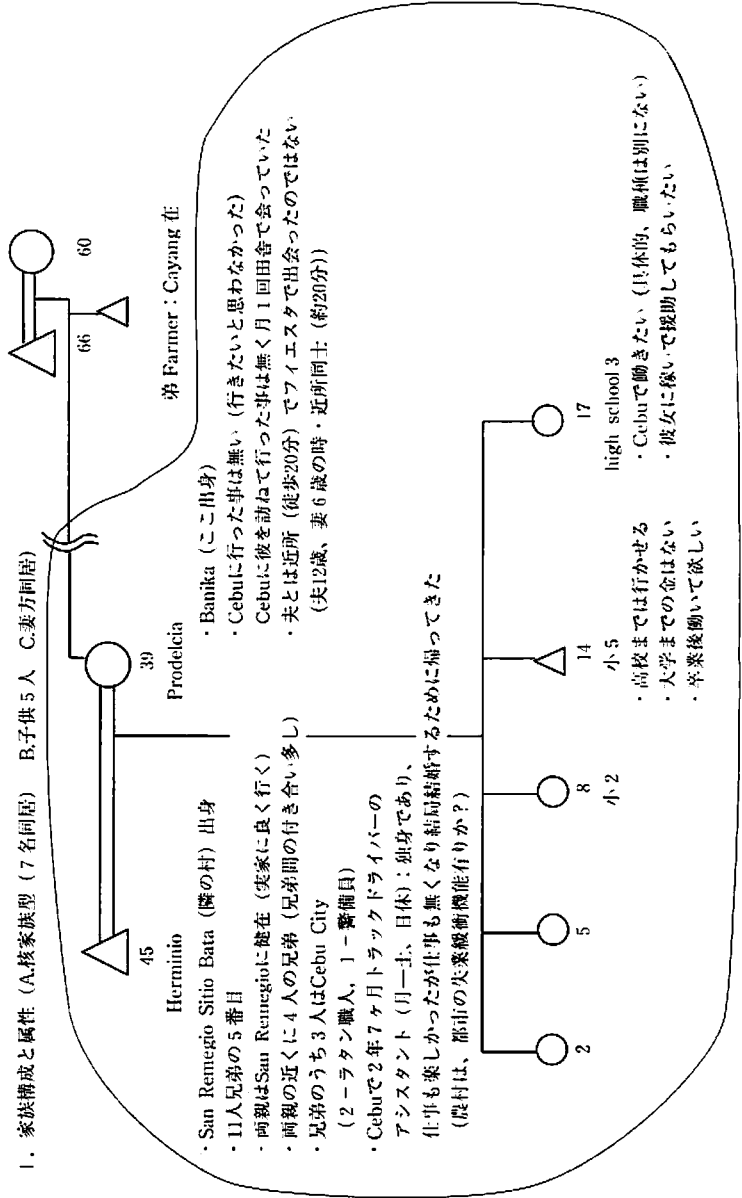 1. 家族構成と属性（A.核家族型（7名同居） B.子供5人 C.妻方同居）
66
60
弟 Farmer：Cayang 在
45
Herminio
39
Prodelcia
・San Remegio Sitio Bata（隣の村）出身
・11人兄弟の5番目
・両親はSan Remegioに健在（実家に良く行く）
・両親の近くに4人の兄弟（兄弟間の付き合い多し）
・兄弟のうち3人はCebu City
（2－ラタン職人，1－警備員）
・Cebuで2年7ヶ月トラックドライバーの
アシスタント（月－土、日休）：独身であり、
仕事も楽しかったが仕事も無くなり結局結婚するために帰ってきた
（農村は、都市の失業緩衝機能有りか？）
・Banika（ここ出身）
・Cebuに行った事は無い（行きたいと思わなかった）
Cebuに彼を訪ねて行った事は無く月1回田舎で会っていた
・夫とは近所（徒歩20分）でフィエスタで出会ったのではない
（夫12歳、妻6歳の時・近所同士（約20分））
2
5
8
小2
14
小5
・高校までは行かせる
・大学までの金はない
・卒業後働いて欲しい
17
high school 3
・Cebuで働きたい（具体的、職種は別にない）
・彼女に稼いで援助してもらいたい